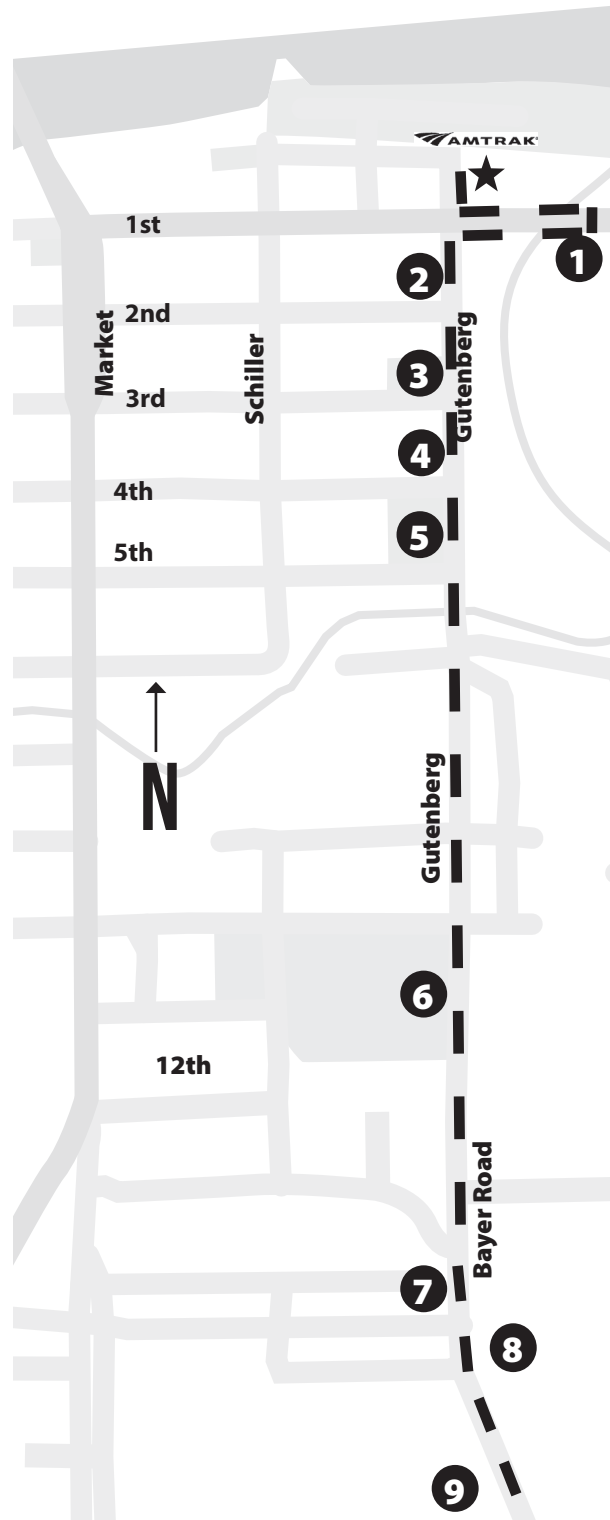 AMTRAK
1st
1
2
2nd
Market
Schiller
Gutenberg
3
3rd
4
4th
5
5th
N
Gutenberg
6
12th
Bayer Road
7
8
9